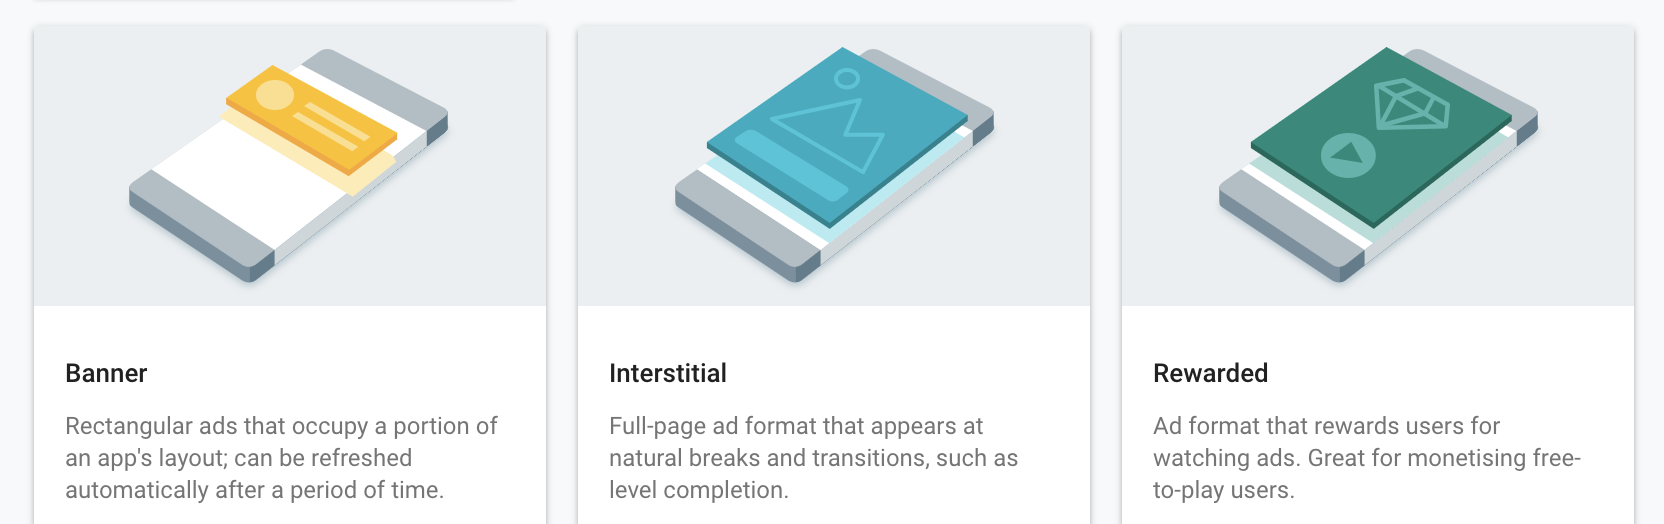 Banner
Rectangular ads that occupy a portion of
an app's layout; can be refreshed
automatically after a period of time.
Interstitial
Full-page ad format that appears at
natural breaks and transitions, such as
level completion.
Rewarded
Ad format that rewards users for
watching ads. Great for monetising free-
to-play users.